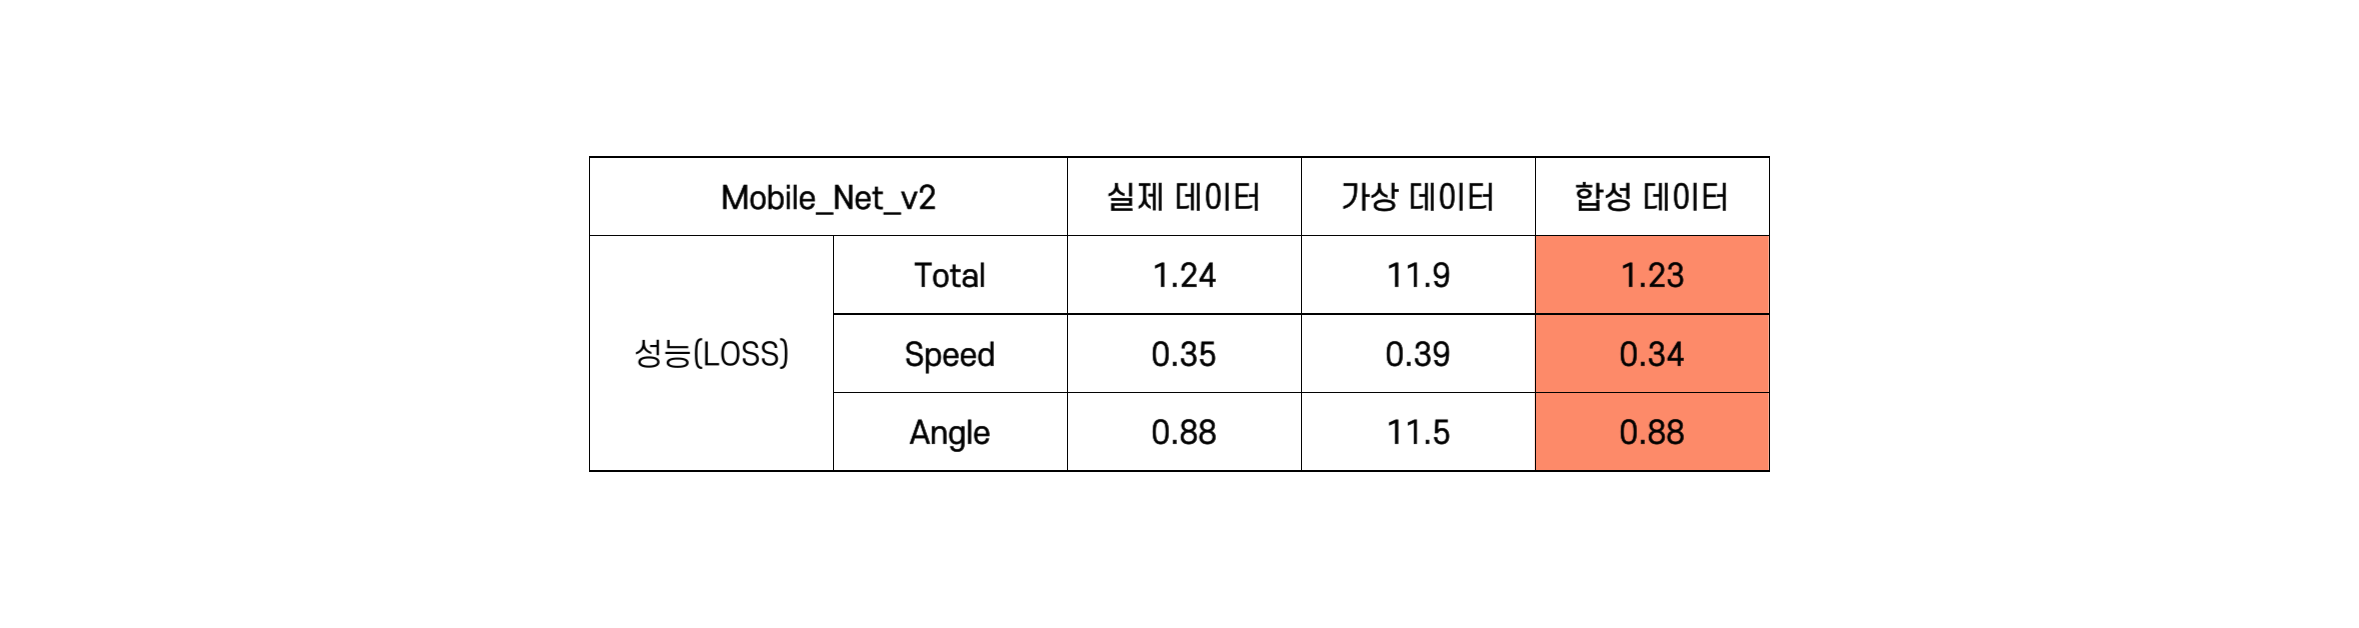 Mobile_Net_v2 실제 데이터 가상 데이터 합성 데이터
Total 1.24 11.9 1.23
성능(LOSS) Speed 0.35 0.39 0.34
Angle 0.88 11.5 0.88